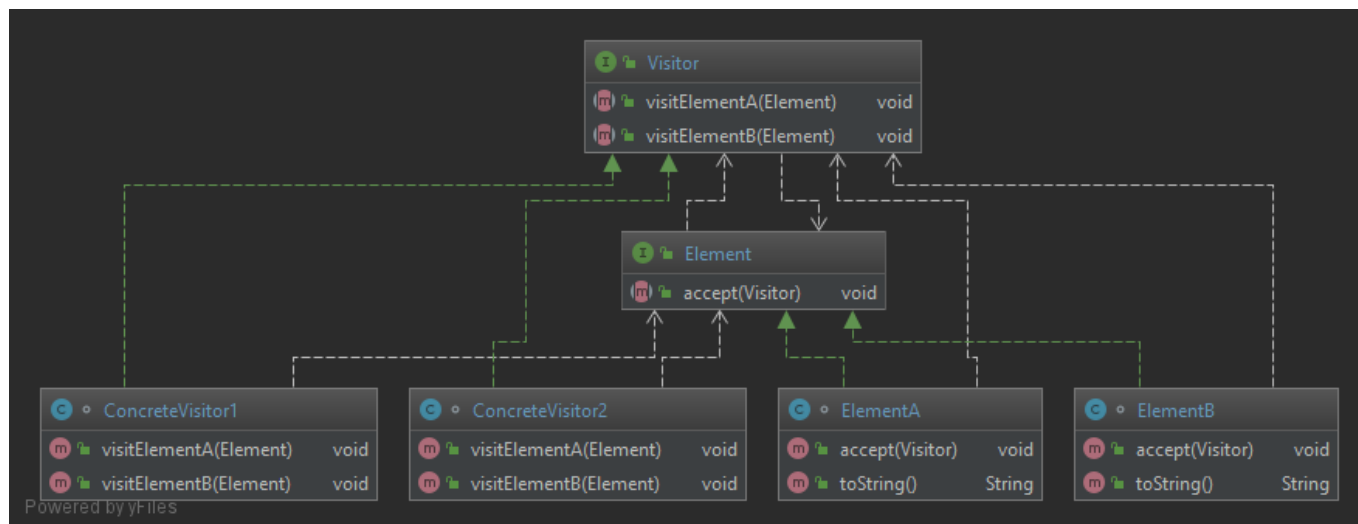 Visitor
visitElementA(Element) void
visitElementB(Element) void
Element
accept(Visitor) void
ConcreteVisitor1
visitElementA(Element) void
visitElementB(Element) void
ConcreteVisitor2
visitElementA(Element) void
visitElementB(Element) void
ElementA
accept(Visitor) void
toString() String
ElementB
accept(Visitor) void
toString() String
Powered by yFiles